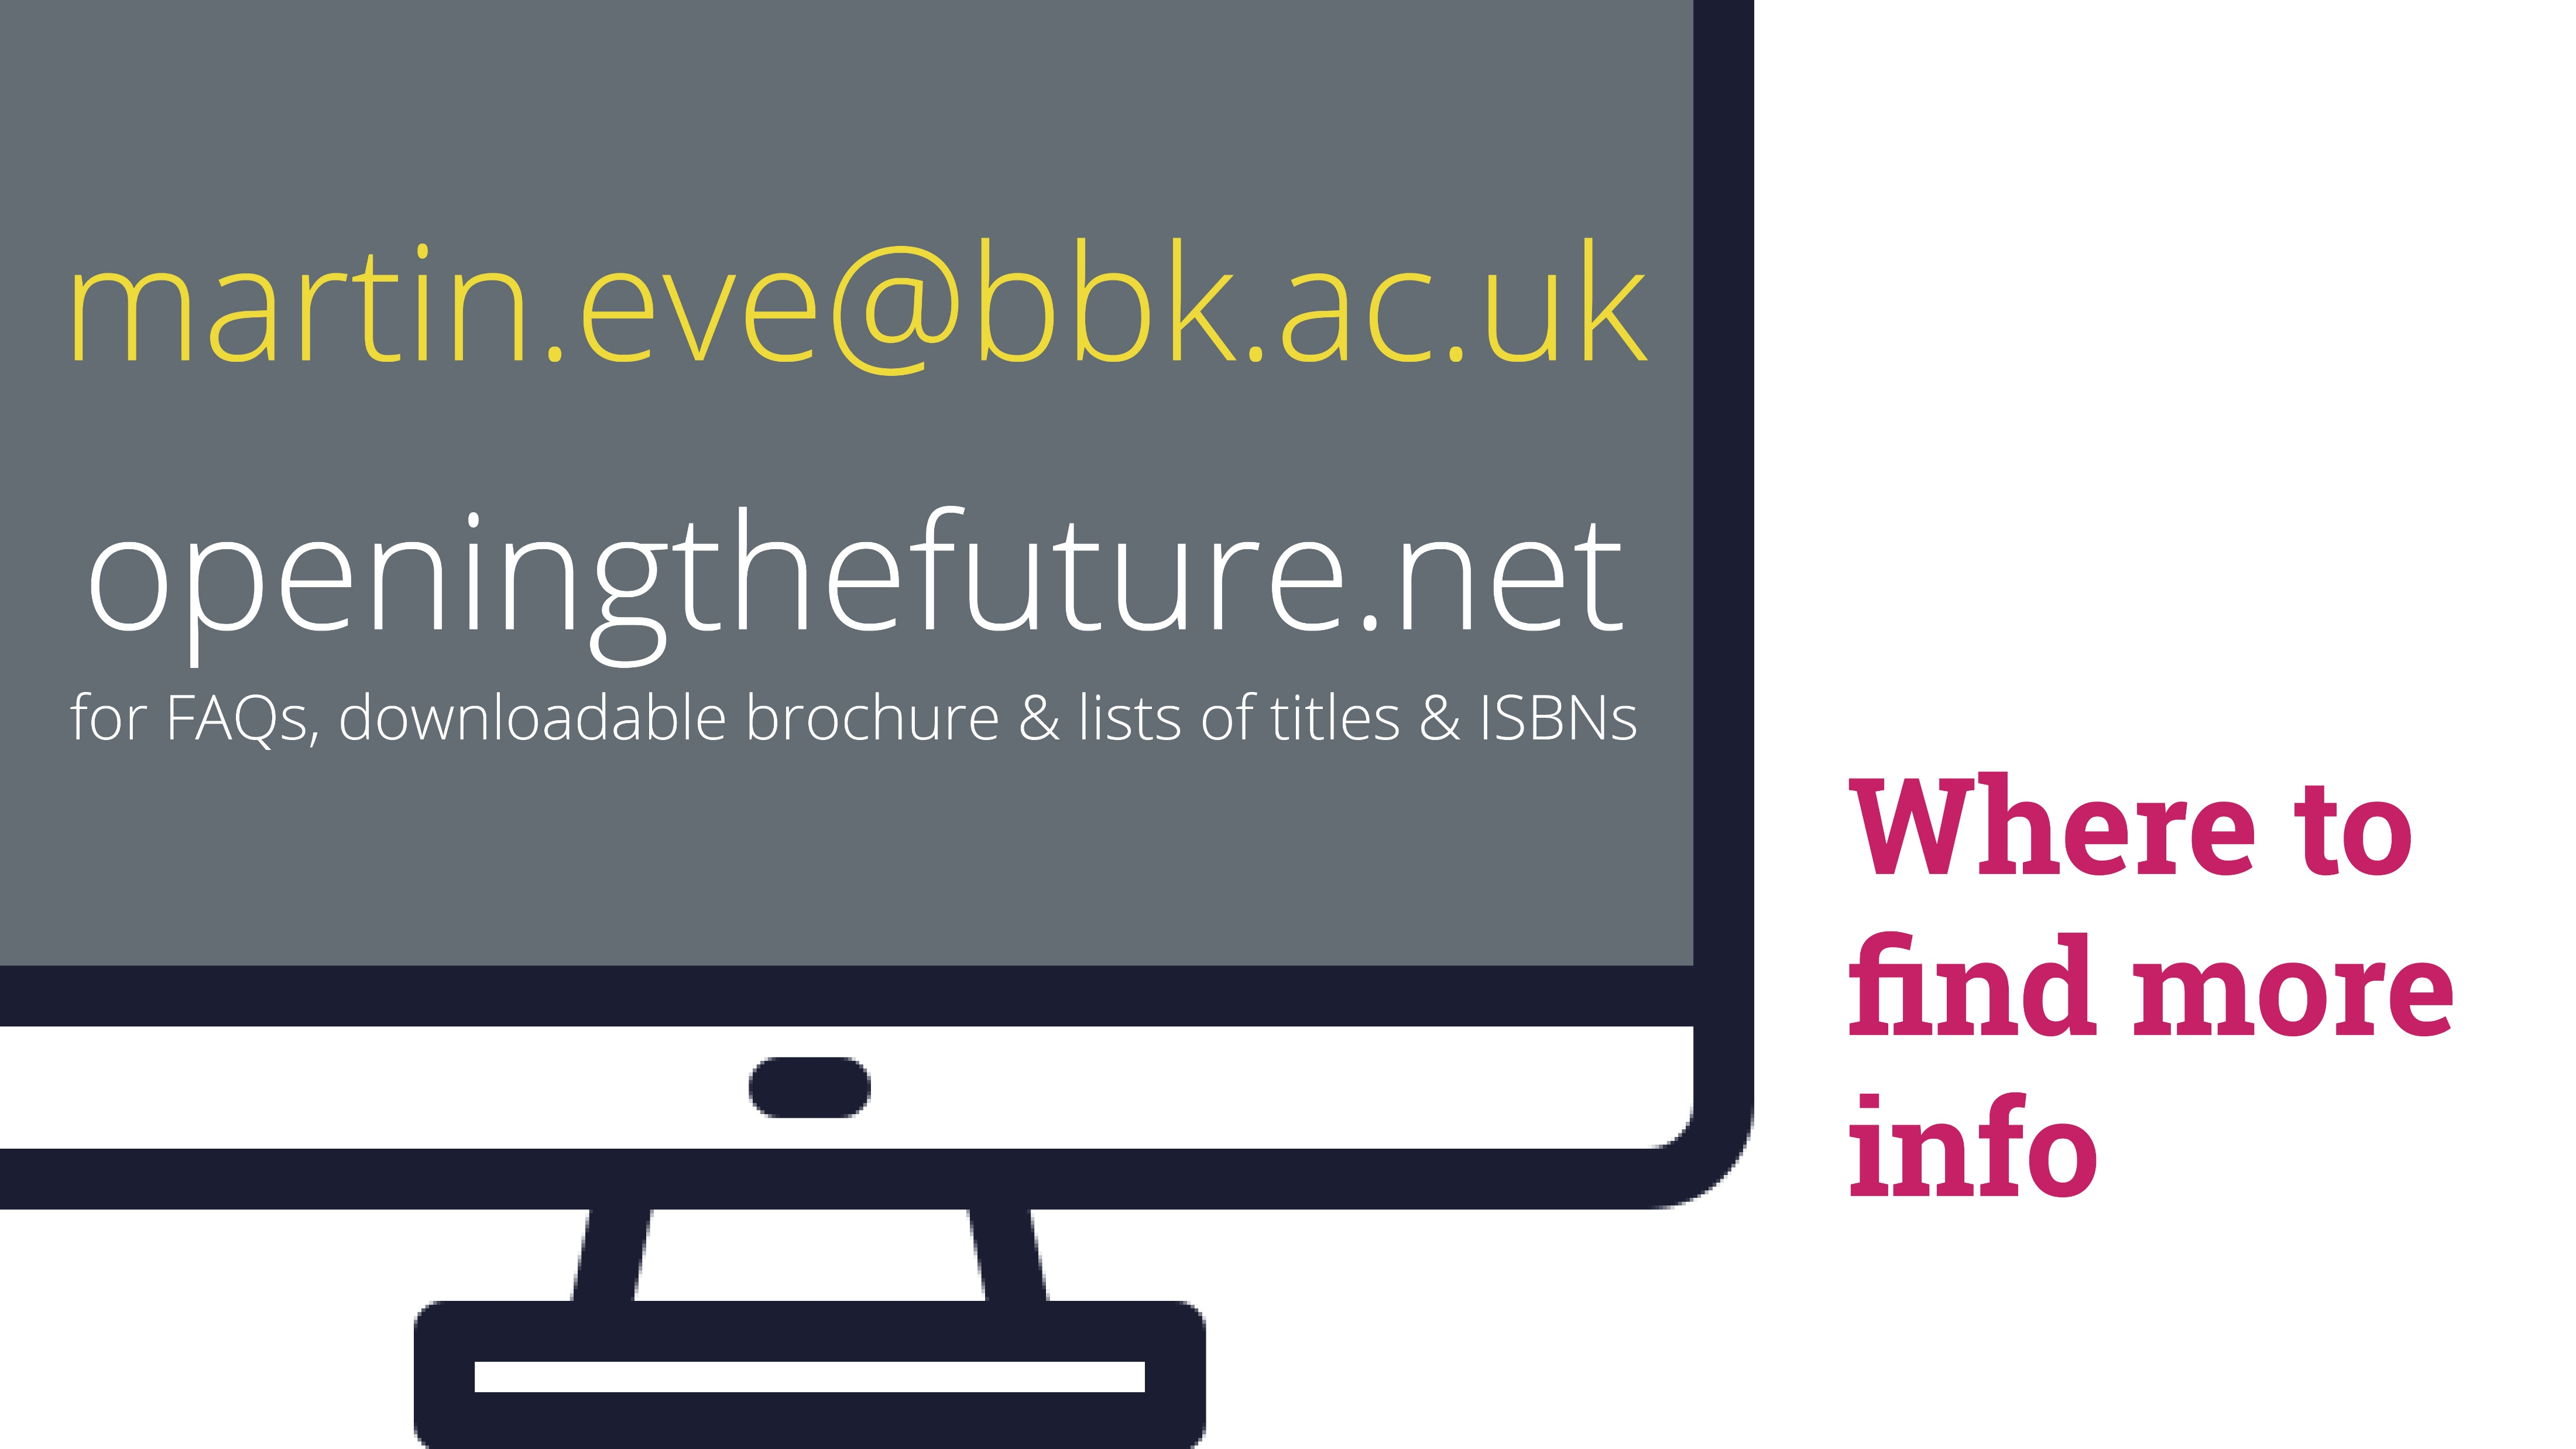 martin.eve@bbk.ac.uk
openingthefuture.net
for FAQs, downloadable brochure & lists of titles & ISBNs
Where to
find more
info